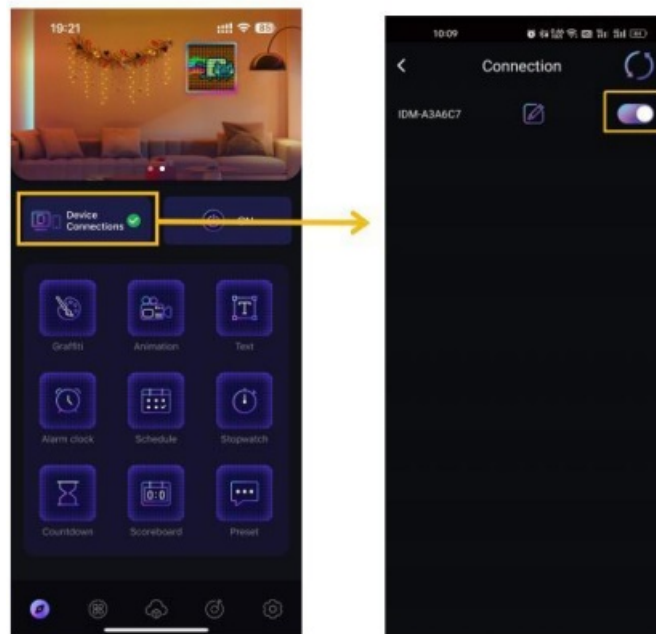 19:21
85
Device
Connections
ON
Graffiti
Animation
Text
Alarm clock
Schedule
Stopwatch
Countdown
Scoreboard
Preset
10:09
Connection
IDM-A3A6C7